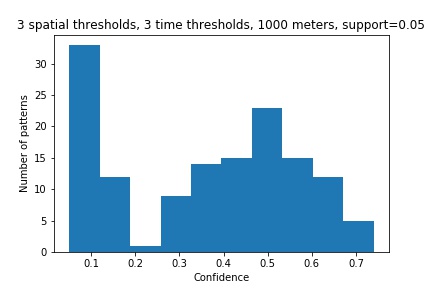 3 spatial thresholds, 3 time thresholds, 1000 meters, support=0.05
30
25
20
15
10
5
0
Number of patterns
0.1 0.2 0.3 0.4 0.5 0.6 0.7
Confidence